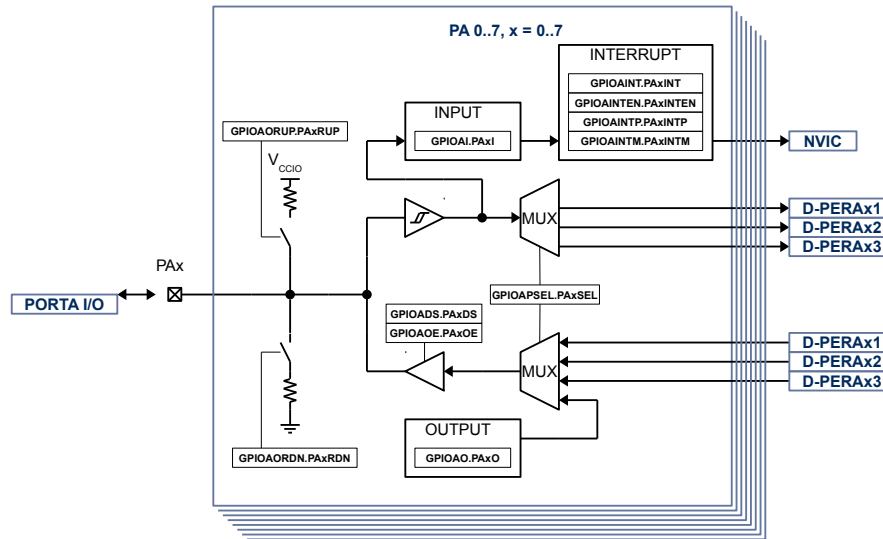 PA 0..7, x = 0..7
INTERRUPT
GPIOAINT.PAxINT
GPIOAINTEN.PAxINTEN
GPIOAINTP.PAxINTP
GPIOAINTM.PAxINTM
INPUT
GPIOAI.PAxI
GPIOAORUP.PAxRUP
NVIC
VCCIO
MUX
D-PERAx1
D-PERAx2
D-PERAx3
PAx
PORTA I/O
GPIOAPSEL.PAxSEL
GPIOADS.PAxDS
GPIOAOE.PAxOE
MUX
D-PERAx1
D-PERAx2
D-PERAx3
OUTPUT
GPIOAO.PAxO
GPIOAORDN.PAxRDN